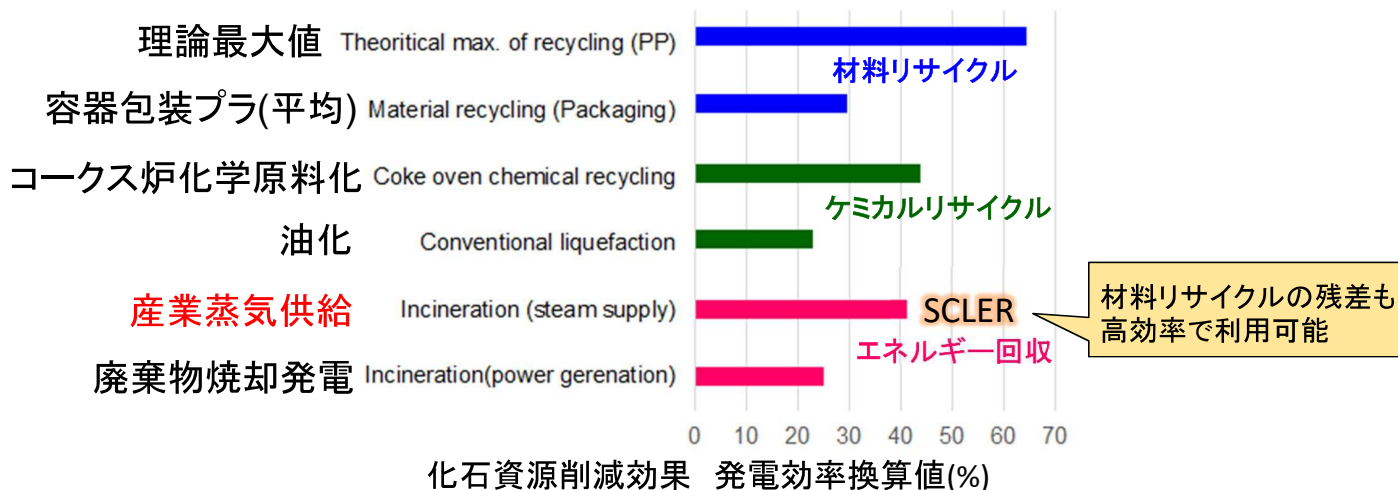 理論最大値 Theoritical max. of recycling (PP)
材料リサイクル
容器包装プラ(平均) Material recycling (Packaging)
コークス炉化学原料化 Coke oven chemical recycling
ケミカルリサイクル
油化 Conventional liquefaction
産業蒸気供給 Incineration (steam supply) SCLER
材料リサイクルの残差も
高効率で利用可能
エネルギー回収
廃棄物焼却発電 Incineration(power gerenation)
0 10 20 30 40 50 60 70
化石資源削減効果 発電効率換算値(%)